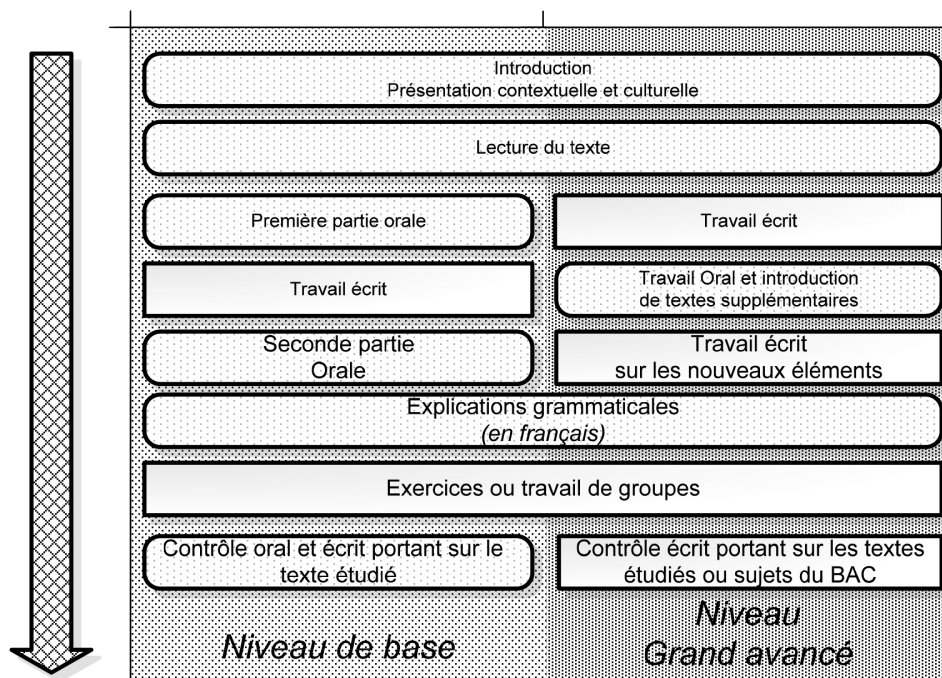 Introduction
Présentation contextuelle et culturelle
Lecture du texte
Première partie orale
Travail écrit
Travail écrit
Travail Oral et introduction
de textes supplémentaires
Seconde partie
Orale
Travail écrit
sur les nouveaux éléments
Explications grammaticales
(en français)
Exercices ou travail de groupes
Contrôle oral et écrit portant sur le
texte étudié
Contrôle écrit portant sur les textes
étudiés ou sujets du BAC
Niveau de base
Niveau
Grand avancé